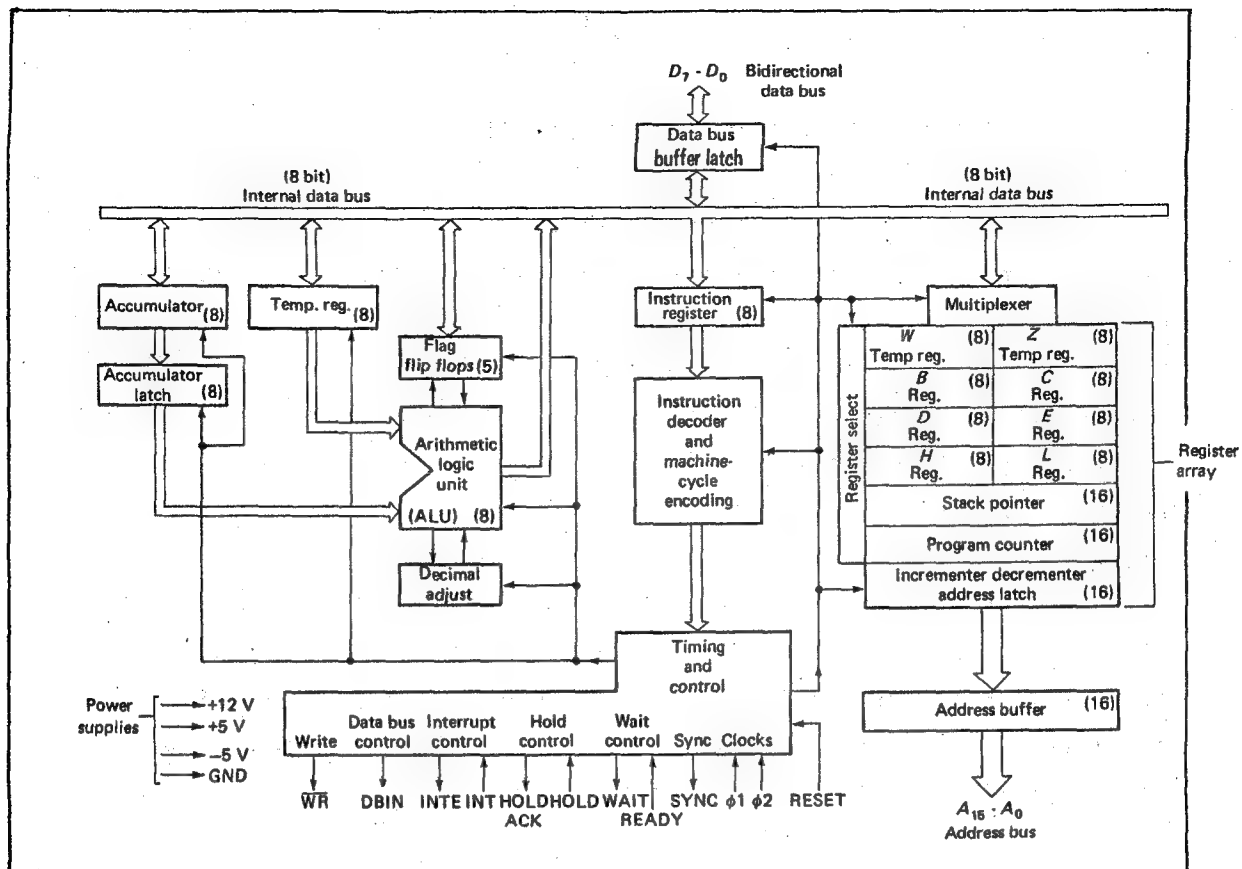 D7 - D0 Bidirectional
data bus
Data bus
buffer latch
(8 bit)
Internal data bus
(8 bit)
Internal data bus
Accumulator (8)
Temp. reg. (8)
Instruction
register (8)
Multiplexer
Accumulator
latch (8)
Flag
flip flops (5)
Arithmetic
logic
unit
(ALU) (8)
Decimal
adjust
Instruction
decoder
and
machine-
cycle
encoding
Register select
W (8)
Temp reg.
Z (8)
Temp reg.
B (8)
Reg.
C (8)
Reg.
D (8)
Reg.
E (8)
Reg.
H (8)
Reg.
L (8)
Reg.
Stack pointer (16)
Program counter (16)
Incrementer decrementer
address latch (16)
Register
array
Timing
and
control
Write
Data bus
control
Interrupt
control
Hold
control
Wait
control
Sync
Clocks
Power
supplies
+12 V
+5 V
−5 V
GND
W̅R̅
DBIN
INTE
INT
HOLD
ACK
HOLD
WAIT
READY
SYNC
ϕ1
ϕ2
RESET
Address buffer (16)
A15 : A0
Address bus